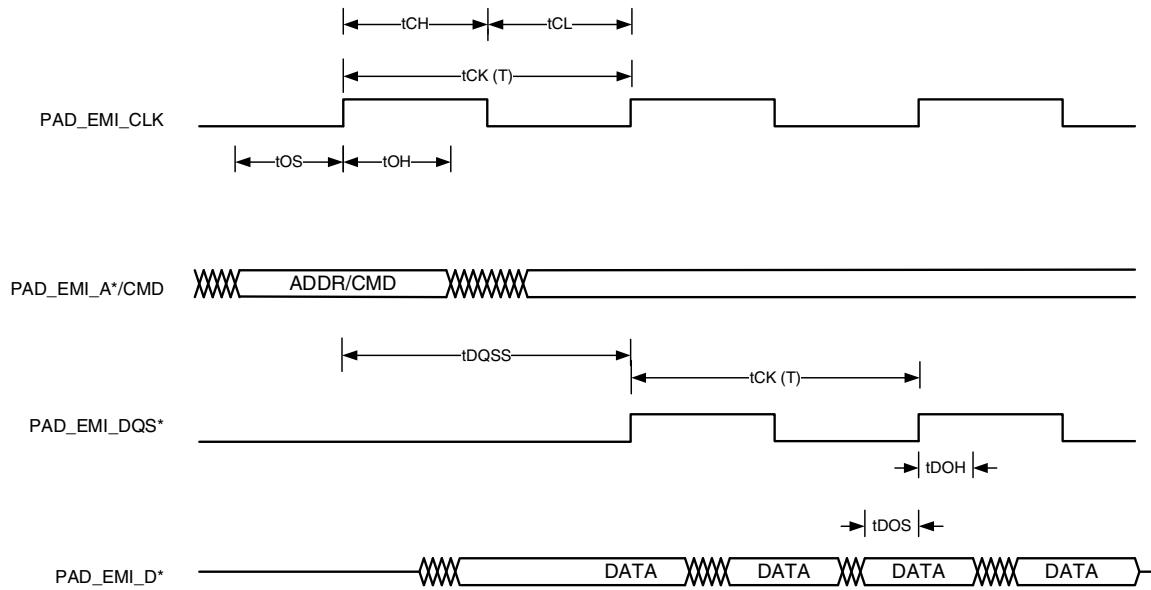 tCH
tCL
tCK (T)
PAD_EMI_CLK
tOS
tOH
PAD_EMI_A*/CMD
ADDR/CMD
tDQSS
tCK (T)
PAD_EMI_DQS*
tDOH
tDOS
PAD_EMI_D*
DATA
DATA
DATA
DATA